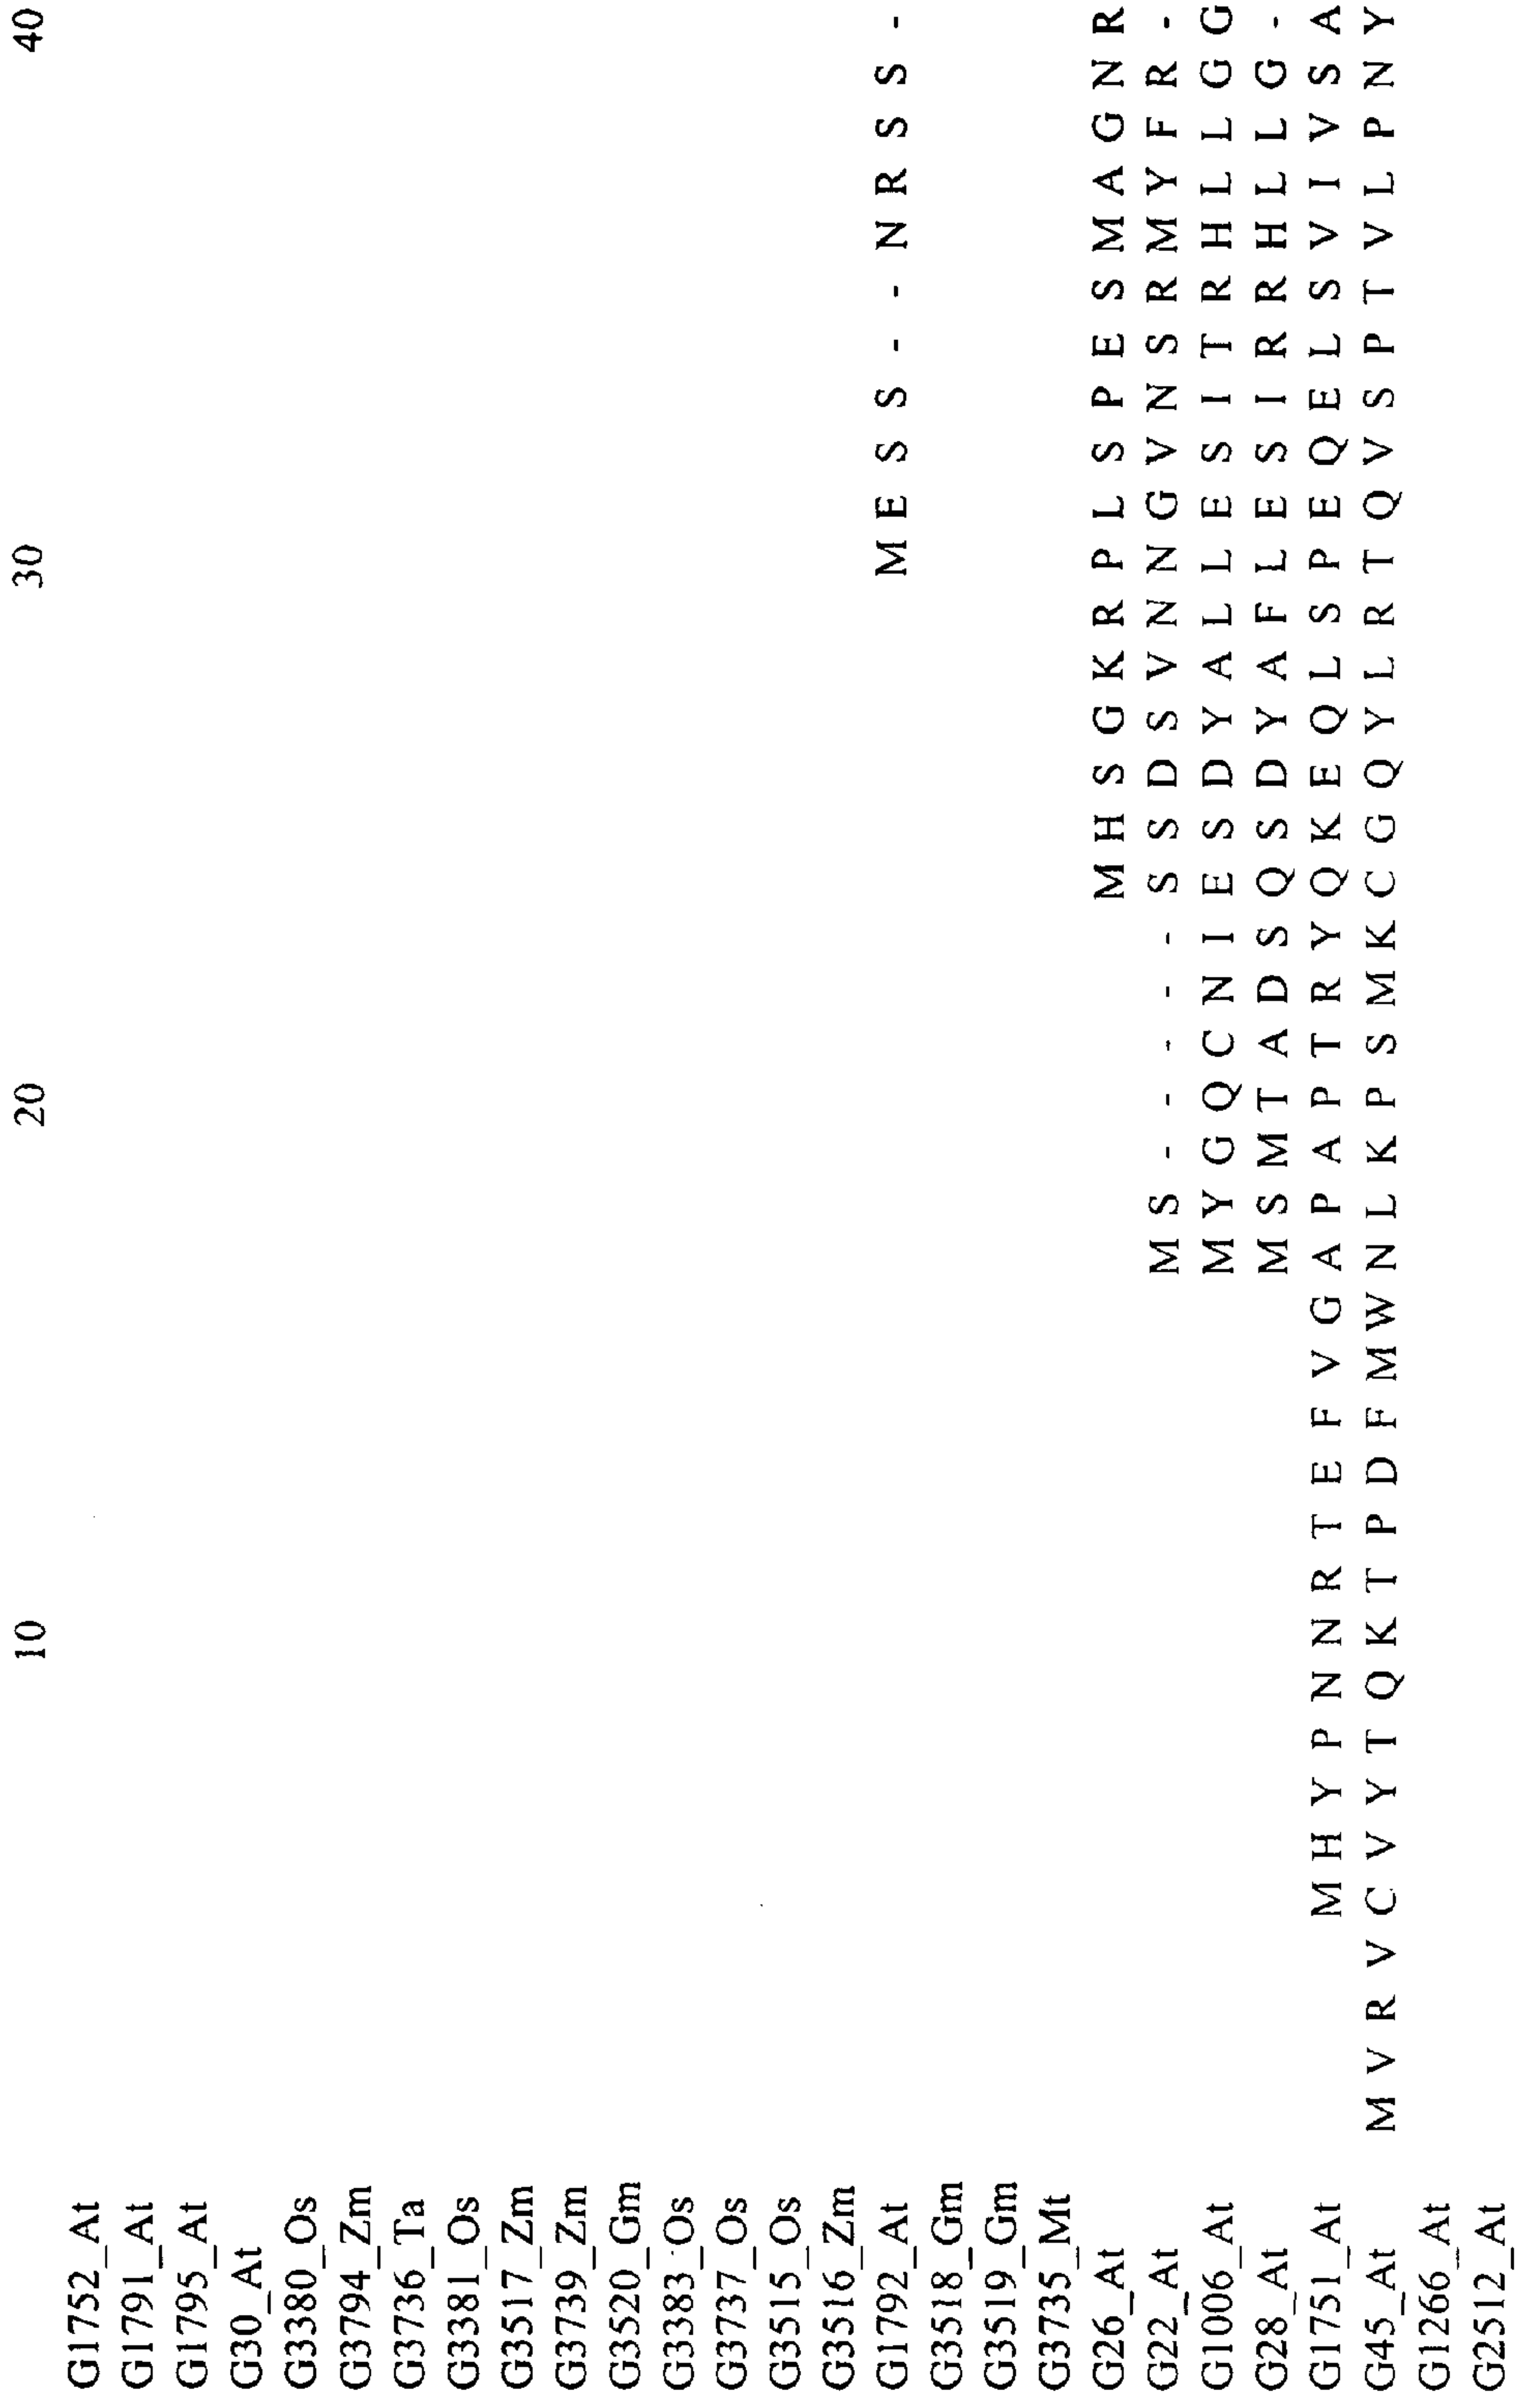 10 20 30 40
G1752_At
G1791_At
G1795_At
G30_At
G3380_Os
G3794_Zm
G3736_Ta
G3381_Os
G3517_Zm
G3739_Zm
G3520_Gm
G3383_Os
G3737_Os
G3515_Os
G3516_Zm
G1792_At M E S S - - N R S S -
G3518_Gm
G3519_Gm
G3735_Mt
G26_At M H S G K R P L S P E S M A G N R
G22_At M S - - - - - S S D S V N N G V N S R M Y F R -
G1006_At M Y G Q C N I E S D Y A L L E S I T R H L L G G
G28_At M S M T A D S Q S D Y A F L E S I R R H L L G -
G1751_At M H Y P N N R T E F V G A P A P T R Y Q K E Q L S P E Q E L S V I V S A
G45_At M V R V C V Y T Q K T P D F M W N L K P S M K C G Q Y L R T Q V S P T V L P N Y
G1266_At
G2512_At